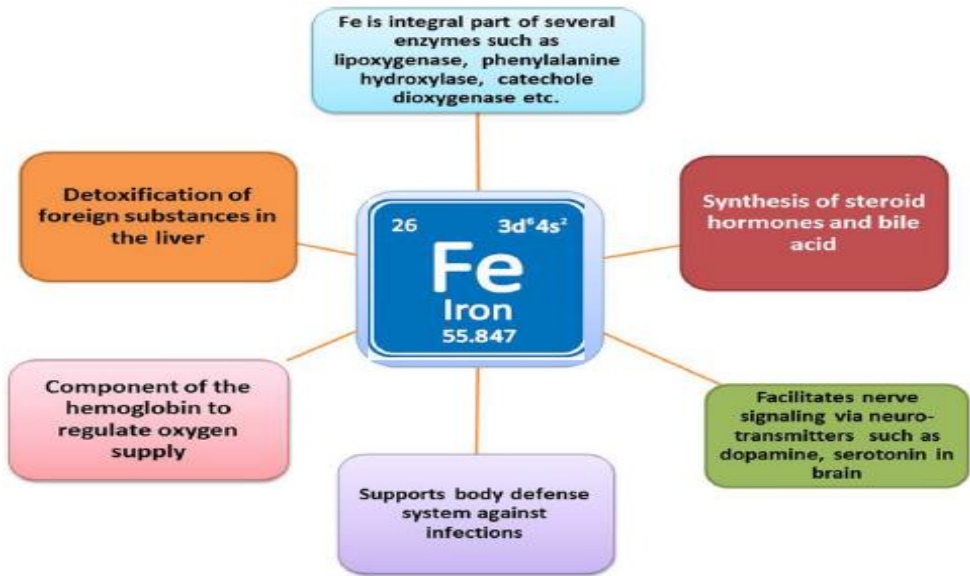 Fe is integral part of several
enzymes such as
lipoxygenase, phenylalanine
hydroxylase, catechole
dioxygenase etc.
Detoxification of
foreign substances in
the liver
26 3d⁶4s²
Fe
Iron
55.847
Synthesis of steroid
hormones and bile
acid
Component of the
hemoglobin to
regulate oxygen
supply
Facilitates nerve
signaling via neuro-
transmitters such as
dopamine, serotonin in
brain
Supports body defense
system against
infections